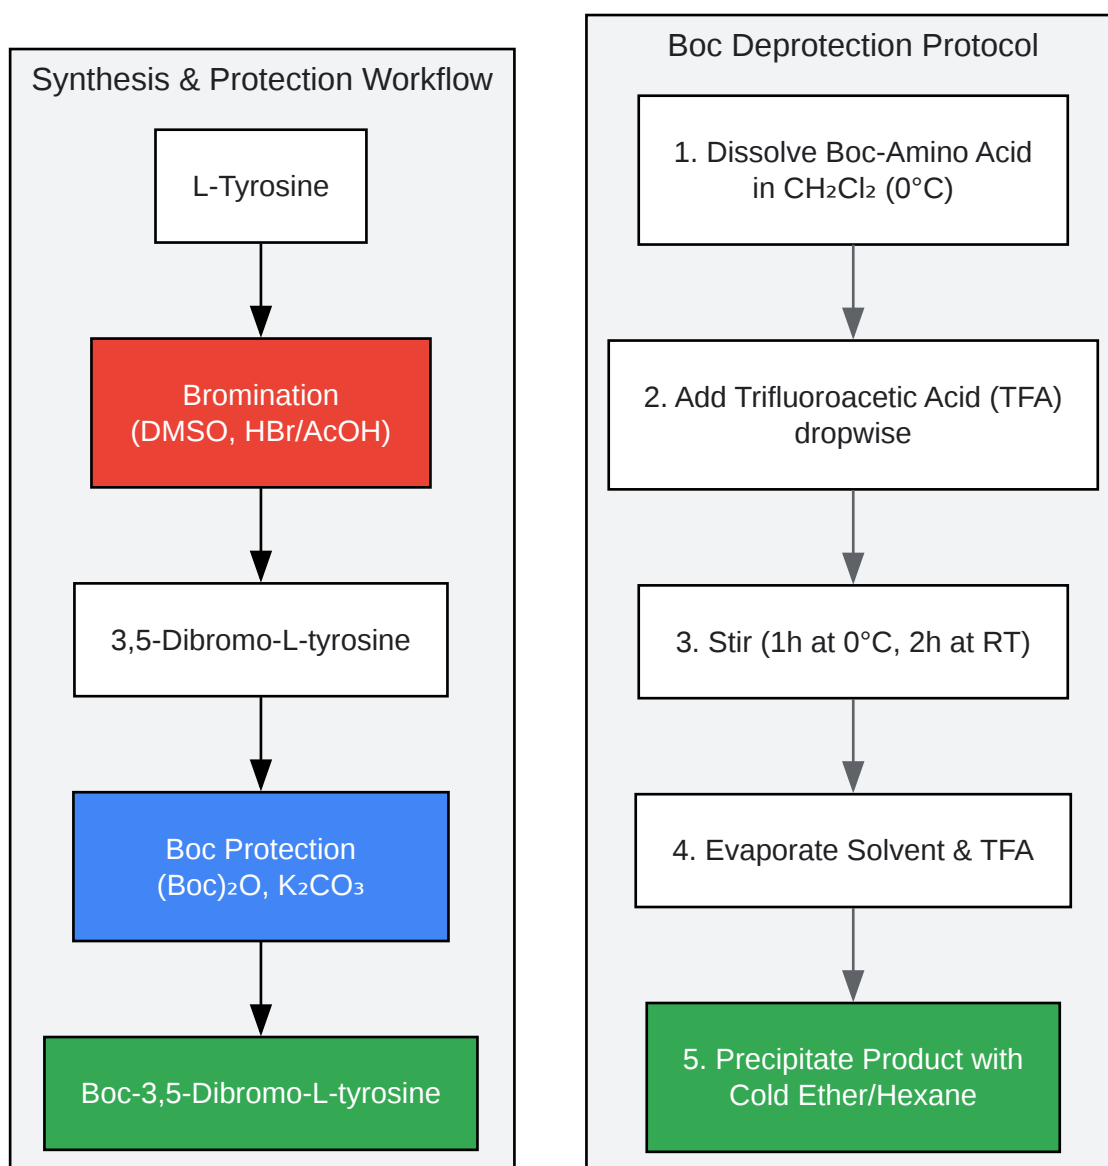 Synthesis & Protection Workflow
L-Tyrosine
Bromination
(DMSO, HBr/AcOH)
3,5-Dibromo-L-tyrosine
Boc Protection
(Boc)₂O, K₂CO₃
Boc-3,5-Dibromo-L-tyrosine
Boc Deprotection Protocol
1. Dissolve Boc-Amino Acid
in CH₂Cl₂ (0°C)
2. Add Trifluoroacetic Acid (TFA)
dropwise
3. Stir (1h at 0°C, 2h at RT)
4. Evaporate Solvent & TFA
5. Precipitate Product with
Cold Ether/Hexane